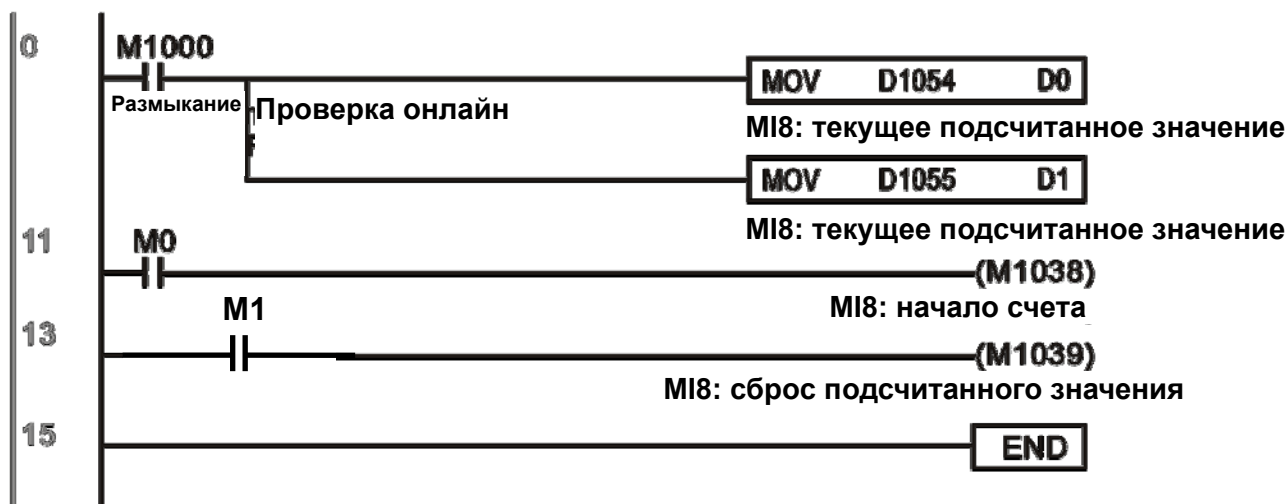 0
M1000
Размыкание
Проверка онлайн
MOV D1054 D0
MI8: текущее подсчитанное значение
MOV D1055 D1
MI8: текущее подсчитанное значение
11
M0
(M1038)
MI8: начало счета
13
M1
(M1039)
MI8: сброс подсчитанного значения
15
END